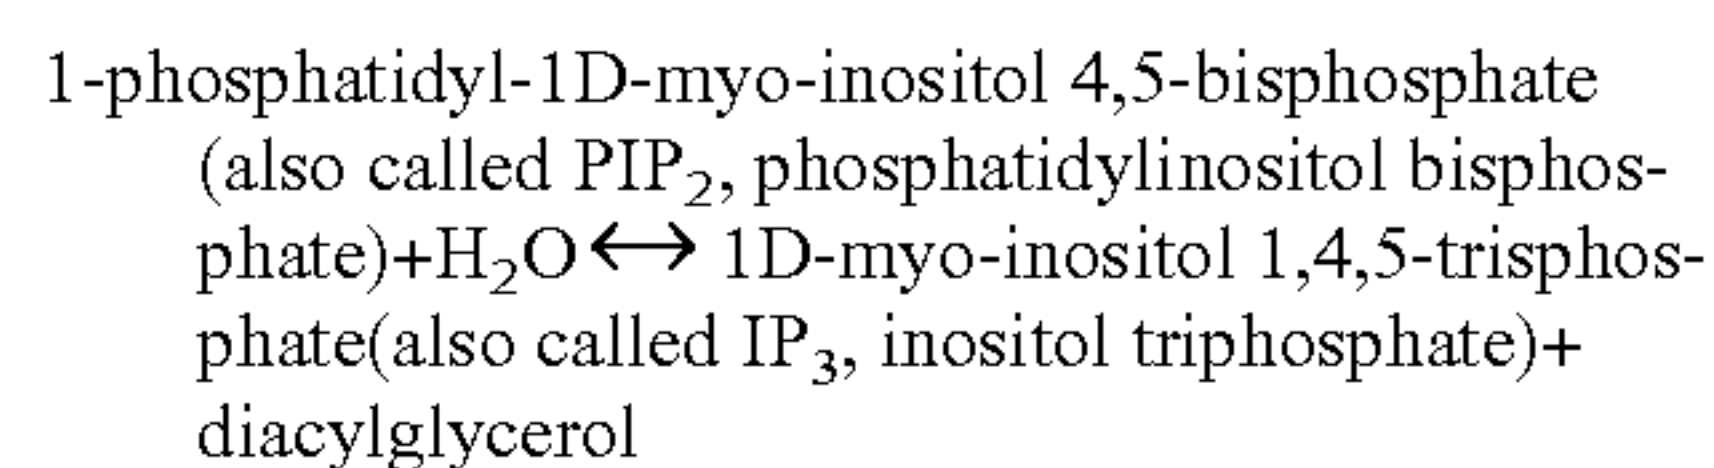 1-phosphatidyl-1D-myo-inositol 4,5-bisphosphate
(also called PIP₂, phosphatidylinositol bisphos-
phate)+H₂O⟷ 1D-myo-inositol 1,4,5-trisphos-
phate(also called IP₃, inositol triphosphate)+
diacylglycerol